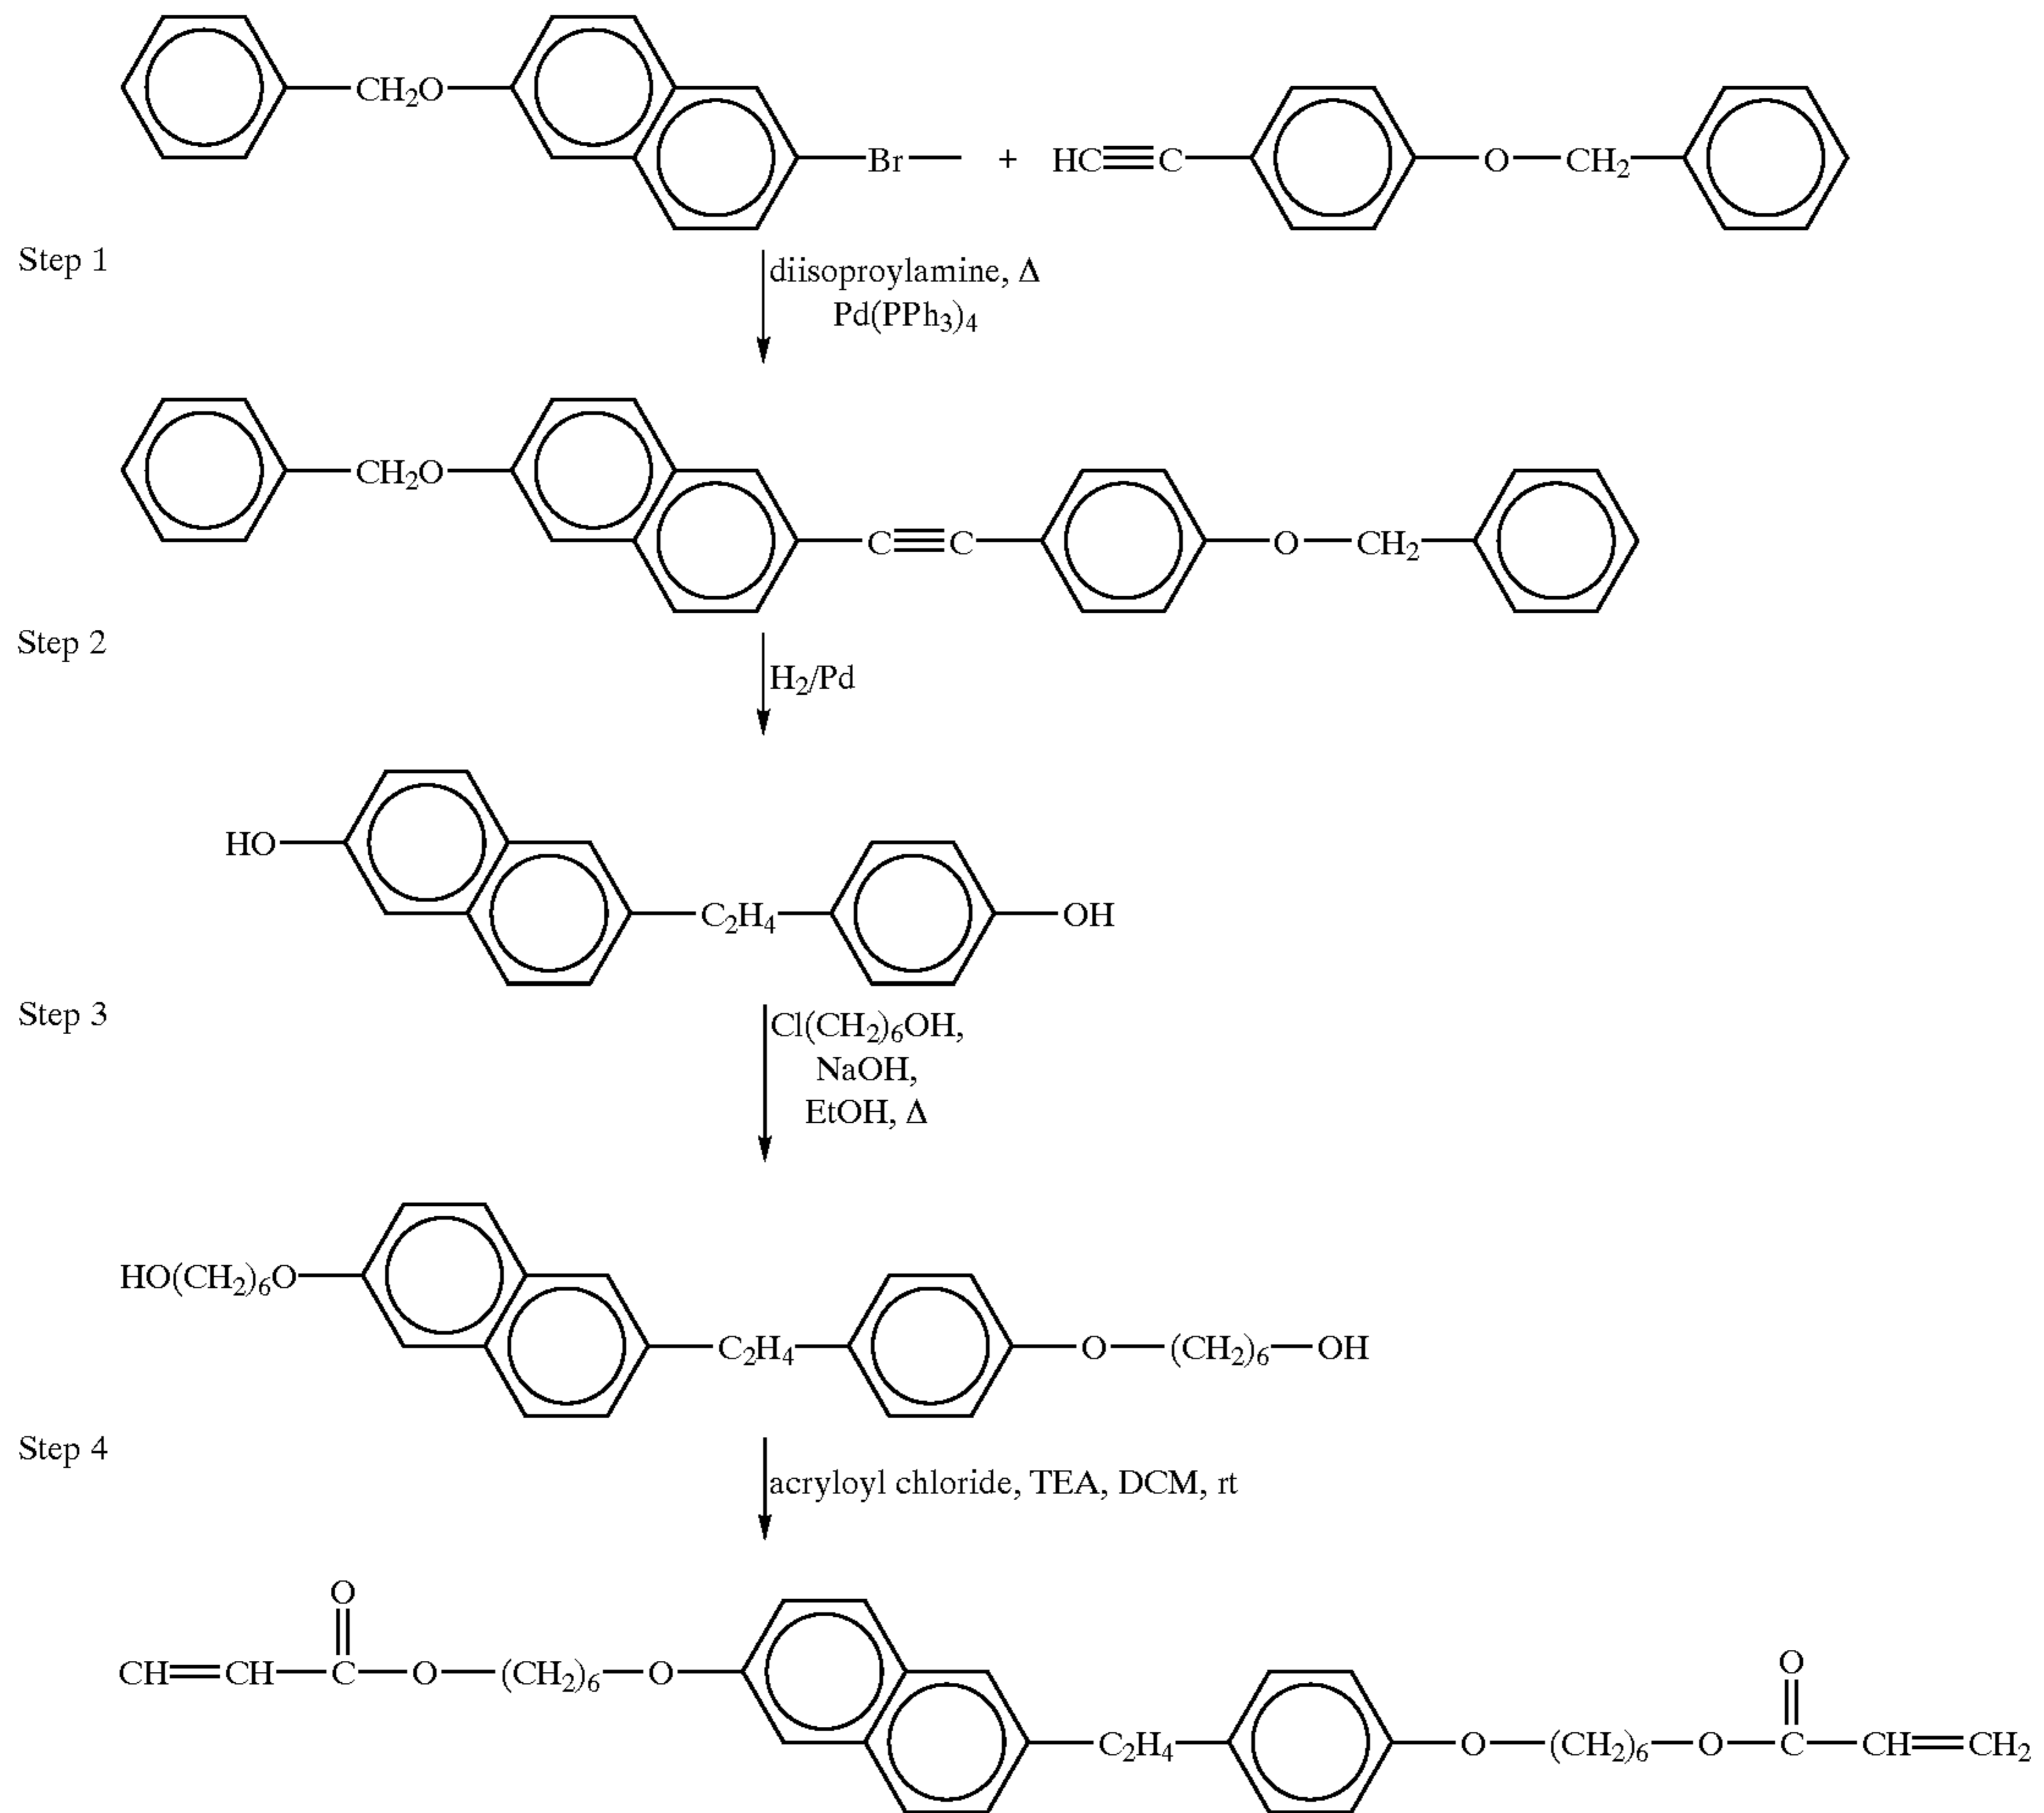 CH₂O Br + HC≡C O CH₂
Step 1
diisoproylamine, Δ
Pd(PPh₃)₄
CH₂O C≡C O CH₂
Step 2
H₂/Pd
HO C₂H₄ OH
Step 3
Cl(CH₂)₆OH,
NaOH,
EtOH, Δ
HO(CH₂)₆O C₂H₄ O (CH₂)₆ OH
Step 4
acryloyl chloride, TEA, DCM, rt
O
CH=CH C O (CH₂)₆ O
O
C₂H₄ O (CH₂)₆ O C CH=CH₂